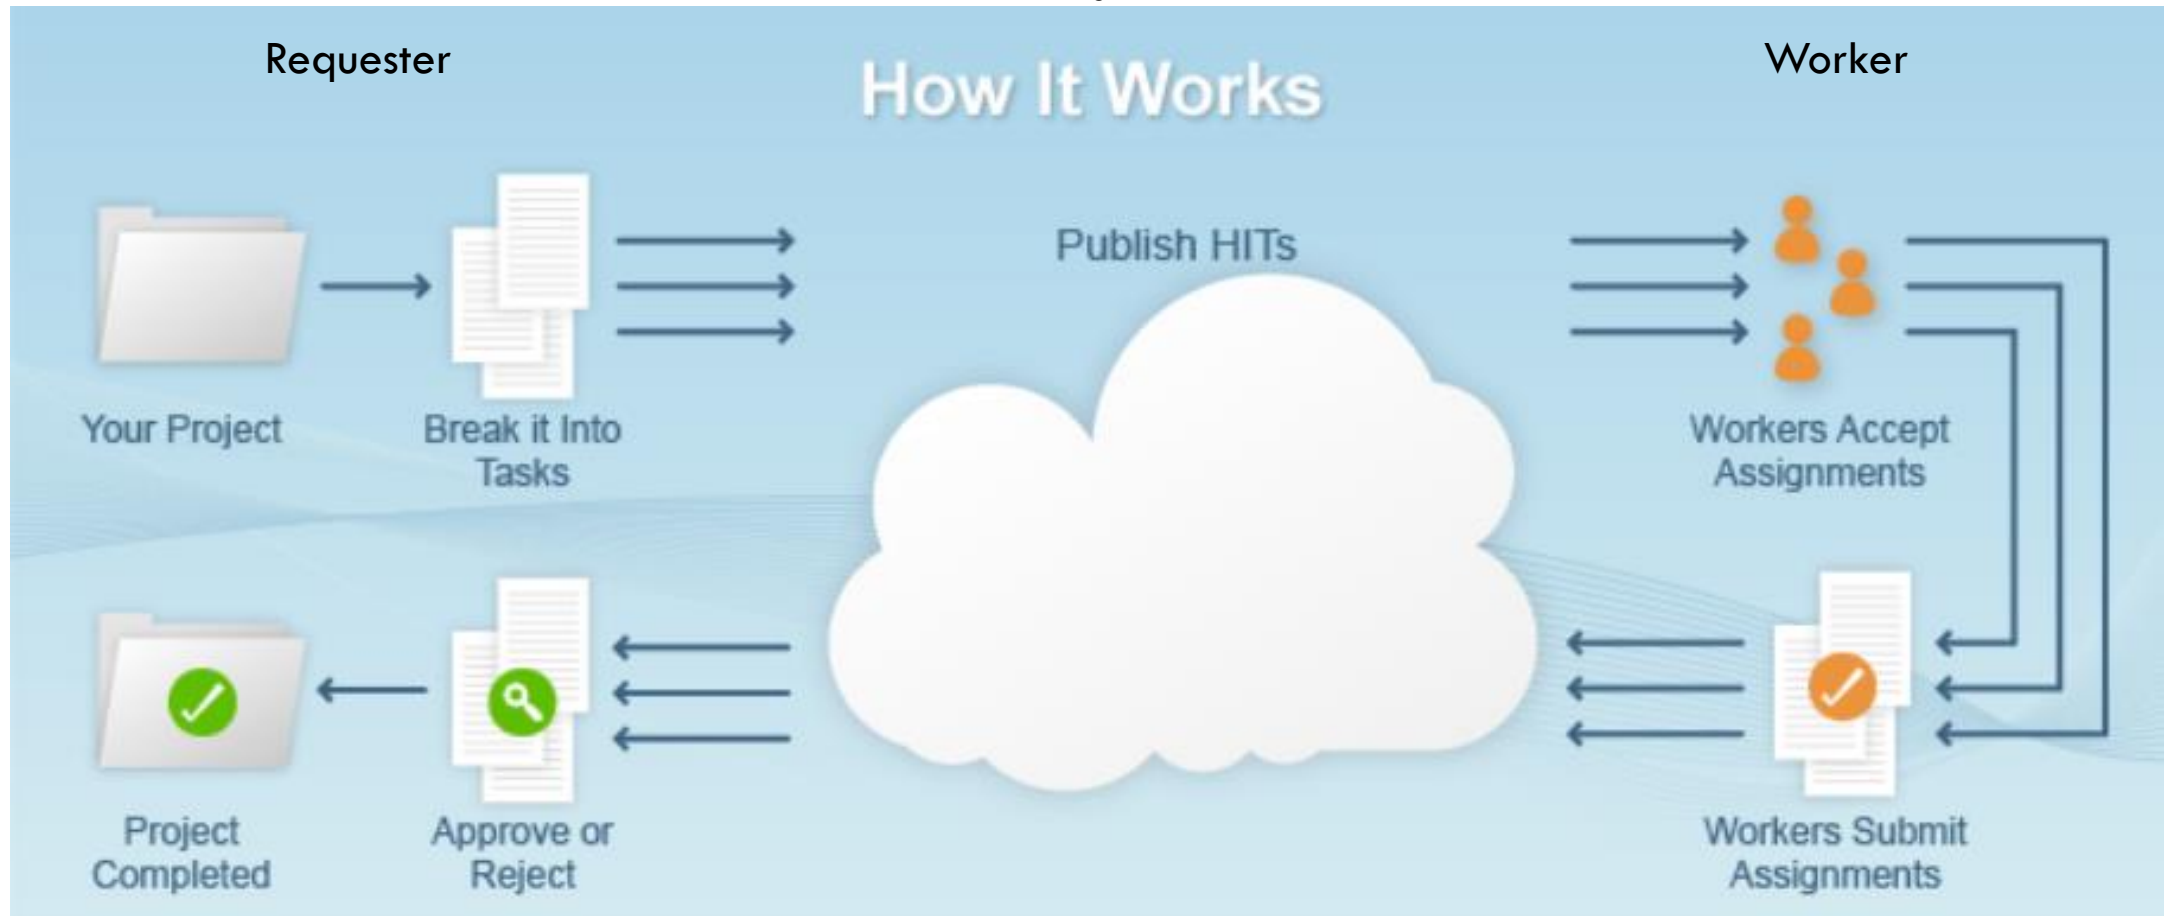 Requester
Worker
How It Works
Publish HITs
Your Project
Break it Into
Tasks
Workers Accept
Assignments
Project
Completed
Approve or
Reject
Workers Submit
Assignments